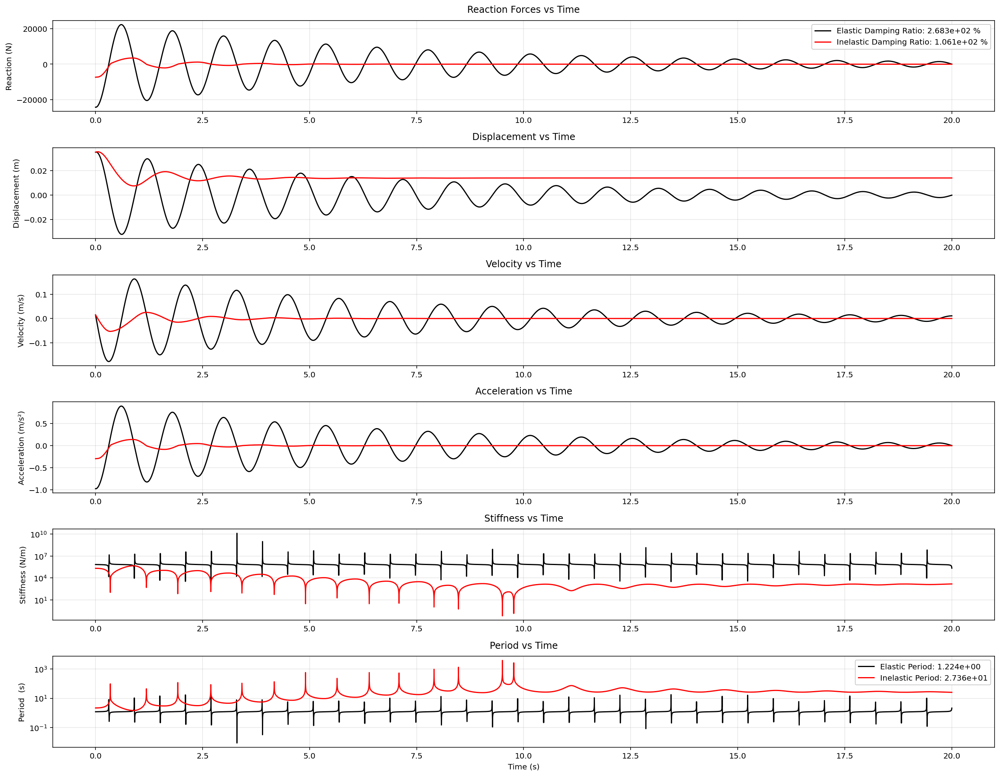 Reaction Forces vs Time
Reaction (N)
20000
0
−20000
Elastic Damping Ratio: 2.683e+02 %
Inelastic Damping Ratio: 1.061e+02 %
0.0 2.5 5.0 7.5 10.0 12.5 15.0 17.5 20.0
Displacement vs Time
Displacement (m)
0.02
0.00
−0.02
0.0 2.5 5.0 7.5 10.0 12.5 15.0 17.5 20.0
Velocity vs Time
Velocity (m/s)
0.1
0.0
−0.1
0.0 2.5 5.0 7.5 10.0 12.5 15.0 17.5 20.0
Acceleration vs Time
Acceleration (m/s²)
0.5
0.0
−0.5
−1.0
0.0 2.5 5.0 7.5 10.0 12.5 15.0 17.5 20.0
Stiffness vs Time
Stiffness (N/m)
10¹⁰
10⁷
10⁴
10¹
0.0 2.5 5.0 7.5 10.0 12.5 15.0 17.5 20.0
Period vs Time
Period (s)
10³
10¹
10⁻¹
Elastic Period: 1.224e+00
Inelastic Period: 2.736e+01
0.0 2.5 5.0 7.5 10.0 12.5 15.0 17.5 20.0
Time (s)